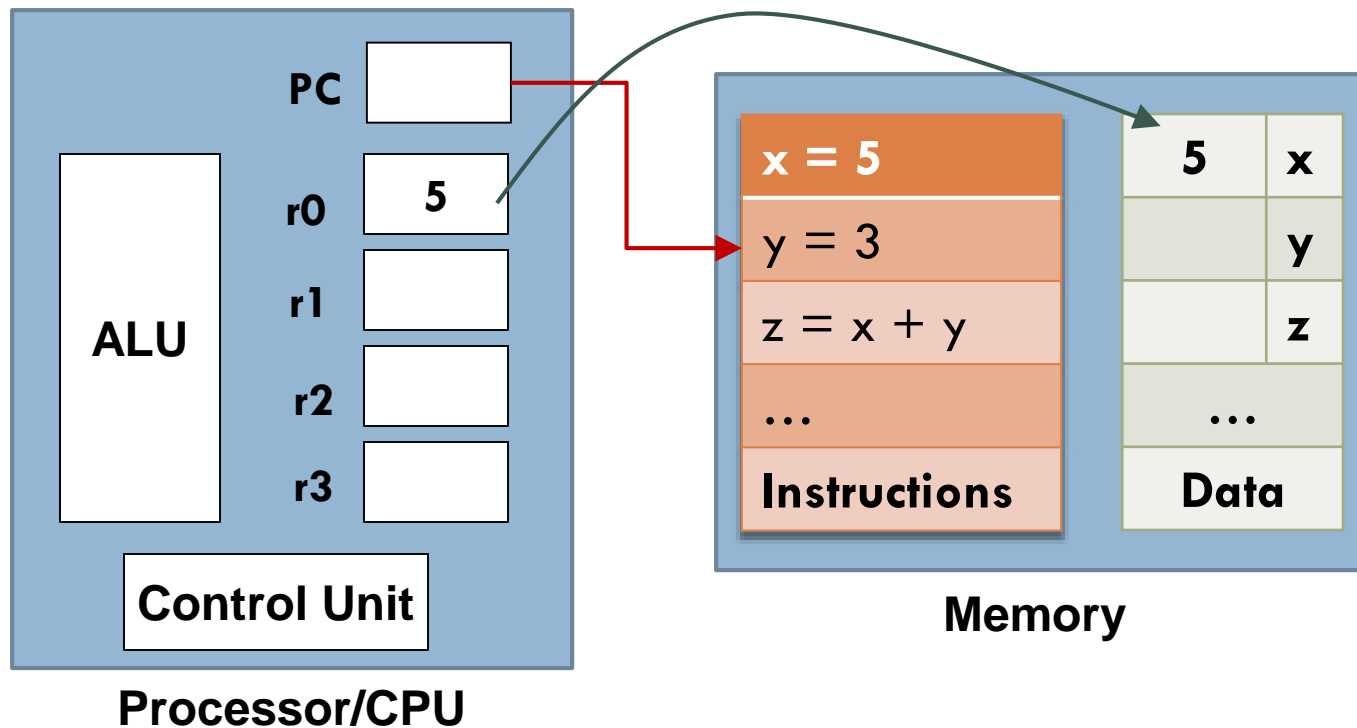 PC
r0 5
r1
r2
r3
ALU
Control Unit
Processor/CPU
x = 5
y = 3
z = x + y
…
Instructions
5 x
y
z
…
Data
Memory